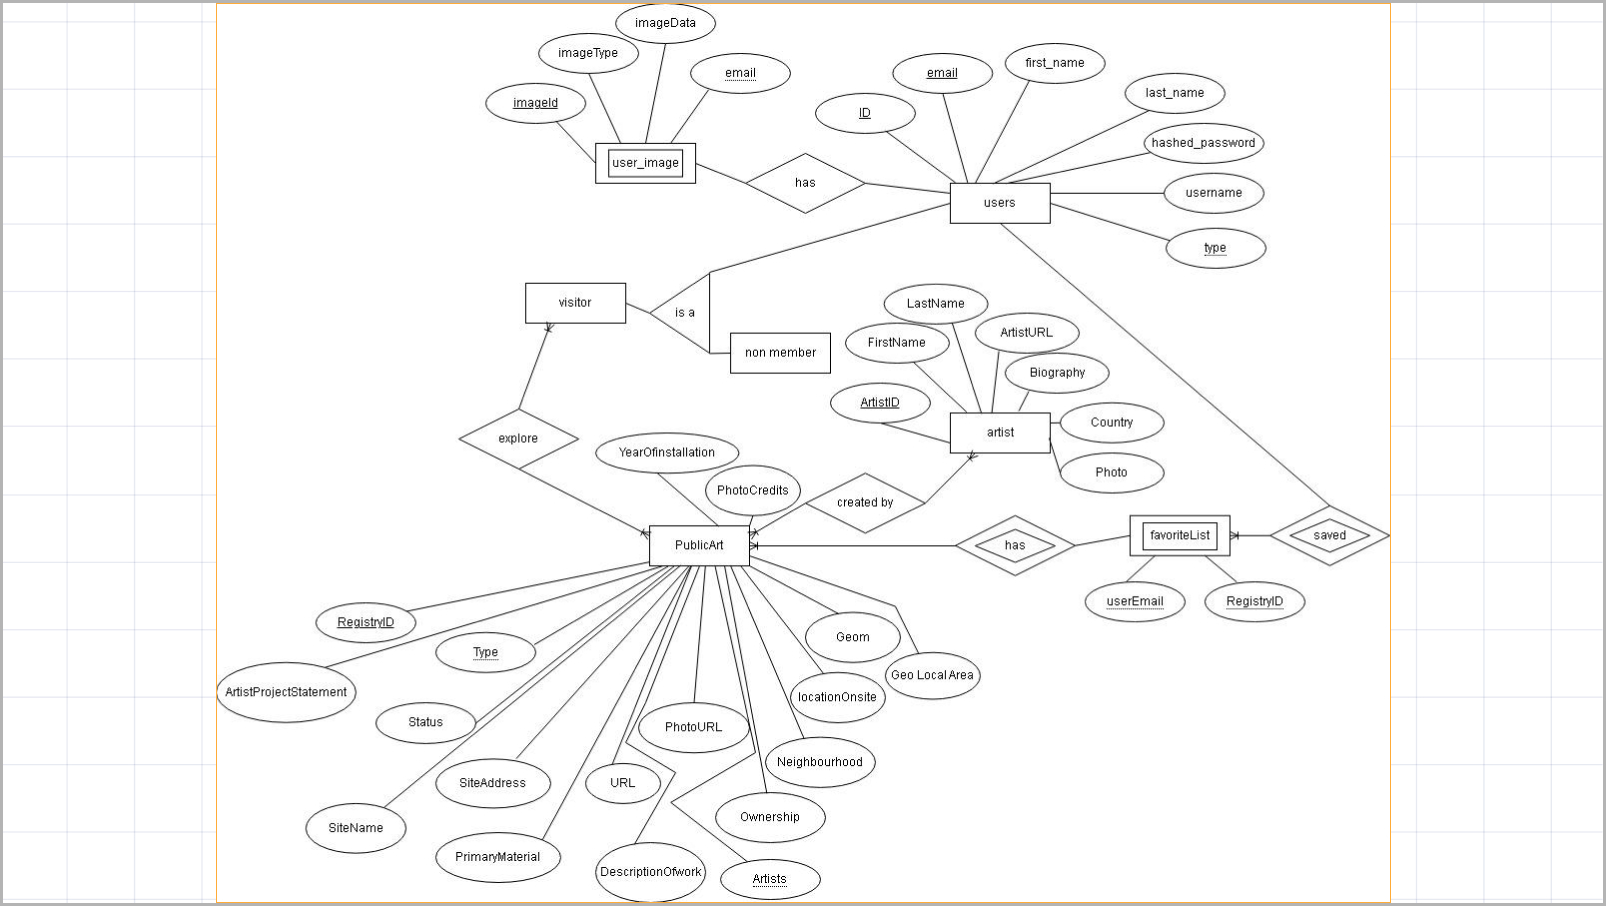 imageData
imageType
email
imageId
user_image
has
ID
email
first_name
last_name
hashed_password
username
type
users
visitor
is a
non member
LastName
FirstName
ArtistURL
Biography
ArtistID
Country
Photo
artist
explore
YearOfinstallation
PhotoCredits
created by
PublicArt
has
favoriteList
saved
userEmail
RegistryID
RegistryID
Type
ArtistProjectStatement
Status
SiteName
SiteAddress
PrimaryMaterial
URL
DescriptionOfwork
PhotoURL
Artists
Ownership
Neighbourhood
locationOnsite
Geom
Geo Local Area